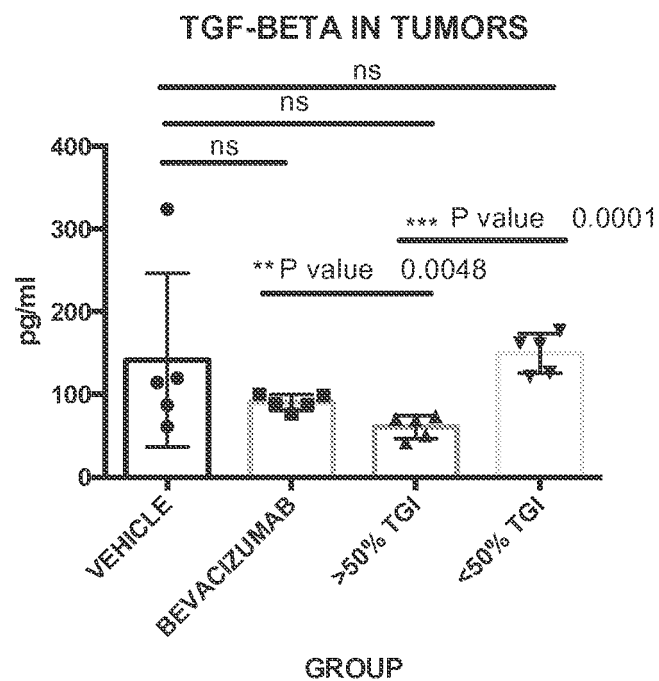 TGF-BETA IN TUMORS
ns
ns
ns
*** P value 0.0001
** P value 0.0048
400
300
200
100
0
pg/ml
VEHICLE
BEVACIZUMAB
>50% TGI
<50% TGI
GROUP